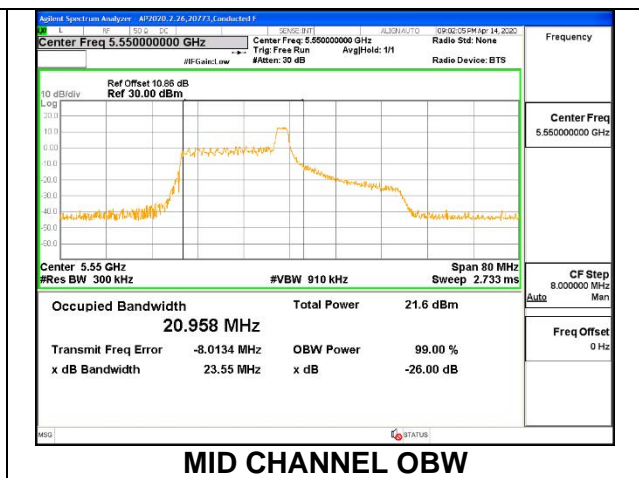 Agilent Spectrum Analyzer - AP2020.2.26,20773,Conducted F
L RF 50 Ω DC SENSE:INT ALIGN AUTO 09:02:05 PM Apr 14, 2020
Center Freq 5.550000000 GHz
Center Freq: 5.550000000 GHz
Radio Std: None
Trig: Free Run Avg|Hold: 1/1
#IFGain:Low #Atten: 30 dB Radio Device: BTS
Ref Offset 10.86 dB
10 dB/div Ref 30.00 dBm
Log
20.0
10.0
0.00
-10.0
-20.0
-30.0
-40.0
-50.0
-60.0
Center 5.55 GHz Span 80 MHz
#Res BW 300 kHz #VBW 910 kHz Sweep 2.733 ms
Occupied Bandwidth Total Power 21.6 dBm
20.958 MHz
Transmit Freq Error -8.0134 MHz OBW Power 99.00 %
x dB Bandwidth 23.55 MHz x dB -26.00 dB
MSG STATUS
Frequency
Center Freq
5.550000000 GHz
CF Step
8.000000 MHz
Auto Man
Freq Offset
0 Hz
MID CHANNEL OBW